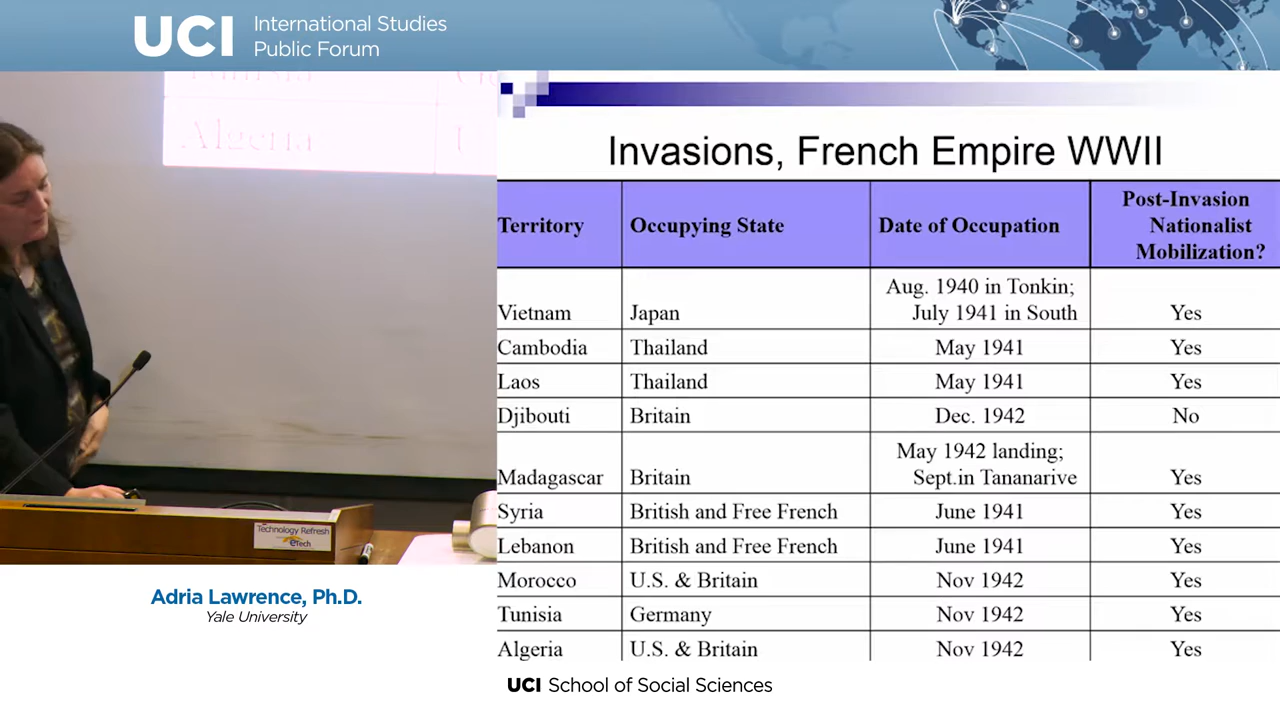 UCI International Studies
Public Forum
Algeria
Technology Refresh
eTech
Adria Lawrence, Ph.D.
Yale University
Invasions, French Empire WWII
Territory Occupying State Date of Occupation Post-Invasion Nationalist Mobilization?
Vietnam Japan Aug. 1940 in Tonkin; July 1941 in South Yes
Cambodia Thailand May 1941 Yes
Laos Thailand May 1941 Yes
Djibouti Britain Dec. 1942 No
Madagascar Britain May 1942 landing; Sept.in Tananarive Yes
Syria British and Free French June 1941 Yes
Lebanon British and Free French June 1941 Yes
Morocco U.S. & Britain Nov 1942 Yes
Tunisia Germany Nov 1942 Yes
Algeria U.S. & Britain Nov 1942 Yes
UCI School of Social Sciences